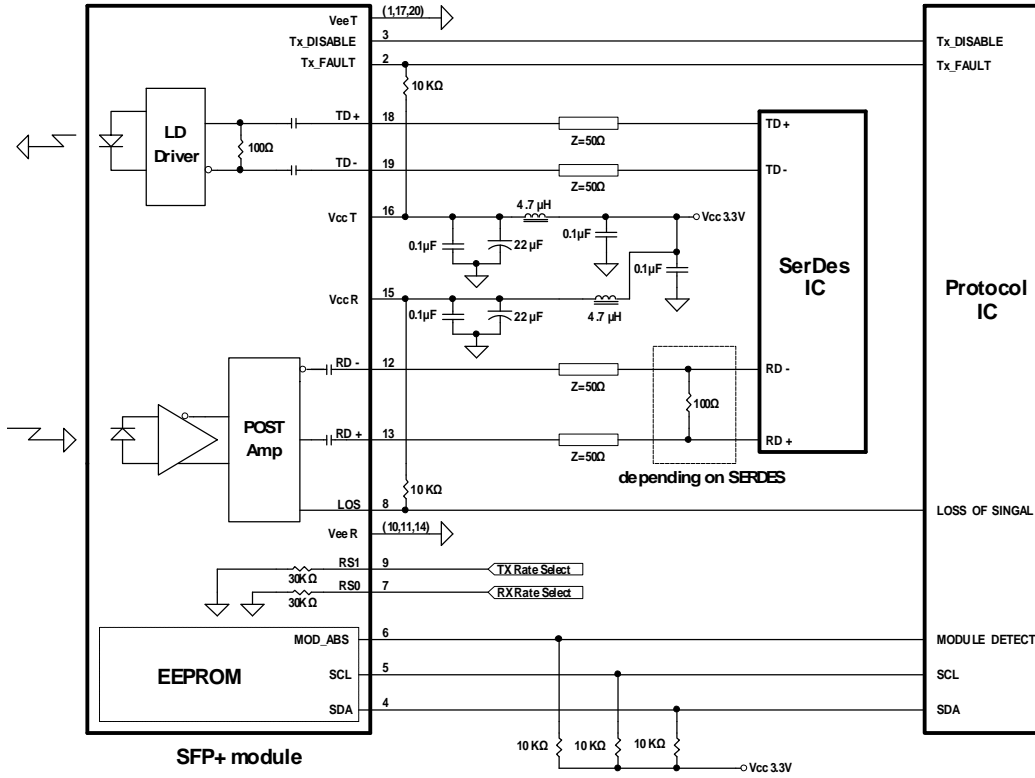 VeeT (1,17,20)
Tx_DISABLE 3 Tx_DISABLE
Tx_FAULT 2 Tx_FAULT
10 KΩ
LD
Driver
100Ω
TD+ 18 TD+
Z=50Ω
TD- 19 TD-
Z=50Ω
4.7 µH
VccT 16 Vcc 3.3V
0.1µF 22 µF 0.1µF 0.1µF
SerDes
IC
Protocol
IC
VccR 15
0.1µF 22 µF 4.7 µH
RD - 12 RD -
Z=50Ω
100Ω
POST
Amp
RD + 13 RD +
Z=50Ω
depending on SERDES
10 KΩ
LOS 8 LOSS OF SINGAL
VeeR (10,11,14)
RS1 9 TX Rate Select
30KΩ
RS0 7 RX Rate Select
30KΩ
MOD_ABS 6 MODULE DETECT
EEPROM
SCL 5 SCL
SDA 4 SDA
10 KΩ 10 KΩ 10 KΩ
SFP+ module
Vcc 3.3V